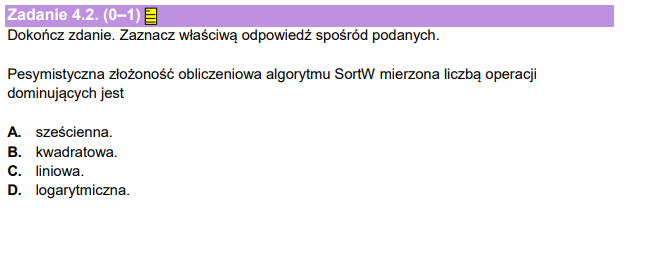 Zadanie 4.2. (0–1)
Dokończ zdanie. Zaznacz właściwą odpowiedź spośród podanych.
Pesymistyczna złożoność obliczeniowa algorytmu SortW mierzona liczbą operacji
dominujących jest
A. sześcienna.
B. kwadratowa.
C. liniowa.
D. logarytmiczna.